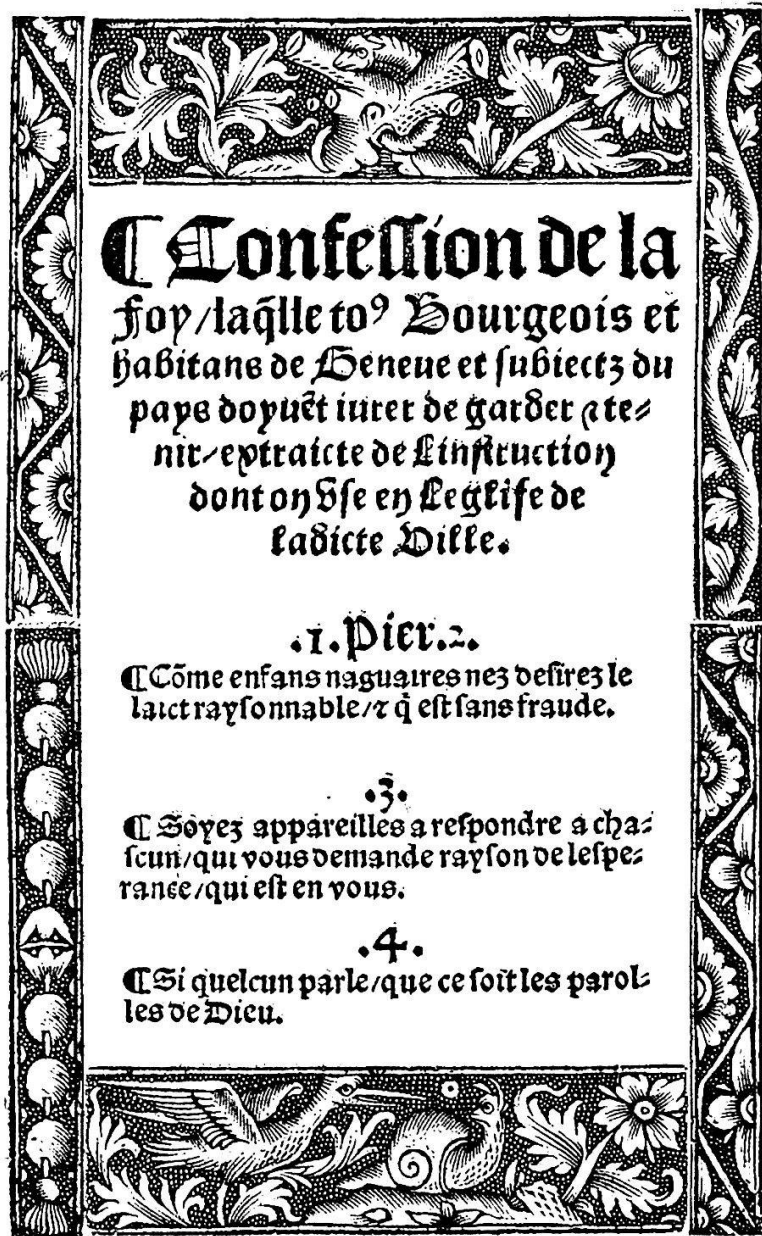 ¶ Confession de la
foy/laq̃lle to⁹ Bourgeois et
habitans de Geneue et subiectz du
pays doyuẽt iurer de garder ⁊ te⸗
nir/extraicte de Linstruction
dont on vse en Leglise de
ladicte Ville.
.1.Pier.2.
¶ Cõme enfans naguaires nez desirez le
laict raysonnable/⁊ q̃ est sans fraude.
.3.
¶ Soyez appareilles a respondre a cha⸗
scun/qui vous demande rayson de lespe⸗
rance/qui est en vous.
.4.
¶ Si quelcun parle/que ce soit les parol⸗
les de Dieu.